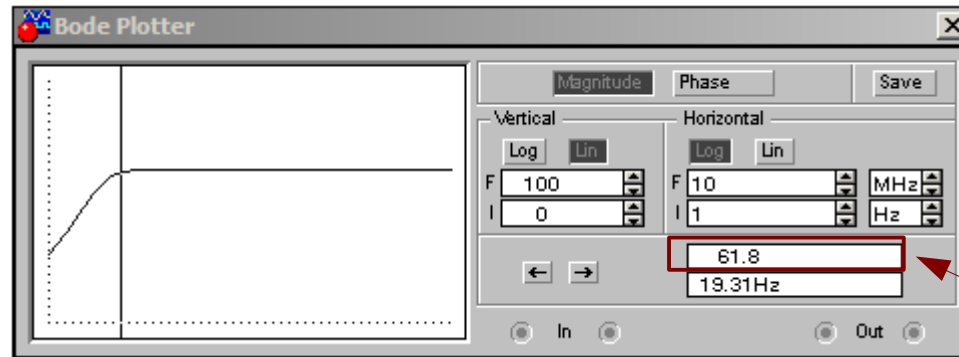 Bode Plotter
Magnitude Phase Save
Vertical Horizontal
Log Lin Log Lin
F 100 F 10 MHz
I 0 I 1 Hz
← → 61.8
19.31Hz
In Out